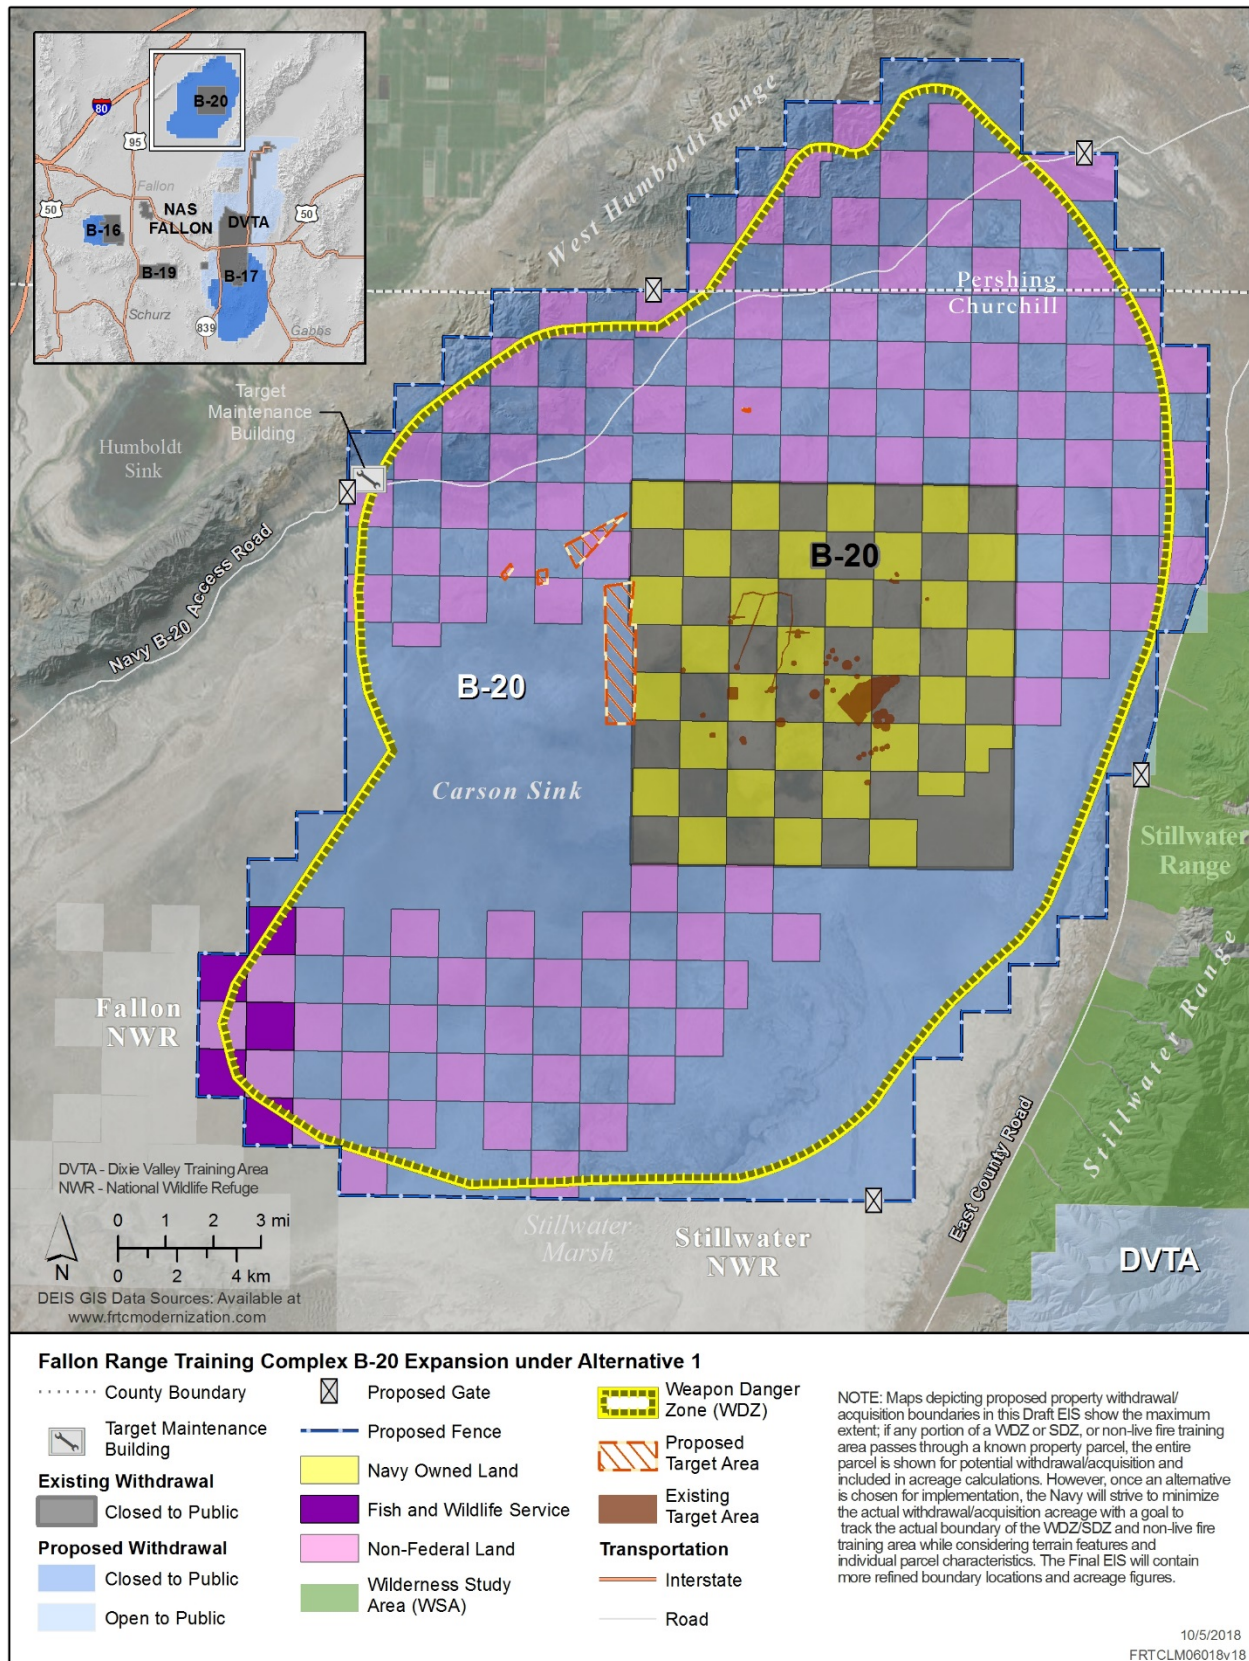 80
B-20
95
Fallon
50
NAS
FALLON
DVTA
50
B-16
B-19
B-17
Schurz
839
Gabbs
West Humboldt Range
Pershing
Churchill
Target
Maintenance
Building
Humboldt
Sink
Navy B-20 Access Road
B-20
B-20
Carson Sink
Stillwater
Range
Stillwater Range
Fallon
NWR
East County Road
DVTA - Dixie Valley Training Area
NWR - National Wildlife Refuge
0 1 2 3 mi
0 2 4 km
N
Stillwater
Marsh
Stillwater
NWR
DVTA
DEIS GIS Data Sources: Available at
www.frtcmodernization.com
Fallon Range Training Complex B-20 Expansion under Alternative 1
County Boundary
Target Maintenance
Building
Existing Withdrawal
Closed to Public
Proposed Withdrawal
Closed to Public
Open to Public
Proposed Gate
Proposed Fence
Navy Owned Land
Fish and Wildlife Service
Non-Federal Land
Wilderness Study
Area (WSA)
Weapon Danger
Zone (WDZ)
Proposed
Target Area
Existing
Target Area
Transportation
Interstate
Road
NOTE: Maps depicting proposed property withdrawal/
acquisition boundaries in this Draft EIS show the maximum
extent; if any portion of a WDZ or SDZ, or non-live fire training
area passes through a known property parcel, the entire
parcel is shown for potential withdrawal/acquisition and
included in acreage calculations. However, once an alternative
is chosen for implementation, the Navy will strive to minimize
the actual withdrawal/acquisition acreage with a goal to
track the actual boundary of the WDZ/SDZ and non-live fire
training area while considering terrain features and
individual parcel characteristics. The Final EIS will contain
more refined boundary locations and acreage figures.
10/5/2018
FRTCLM06018v18